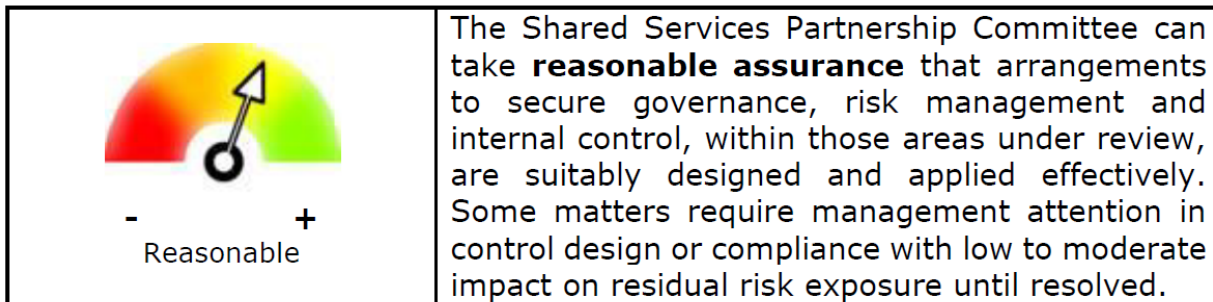 - +
Reasonable
The Shared Services Partnership Committee can
take reasonable assurance that arrangements
to secure governance, risk management and
internal control, within those areas under review,
are suitably designed and applied effectively.
Some matters require management attention in
control design or compliance with low to moderate
impact on residual risk exposure until resolved.